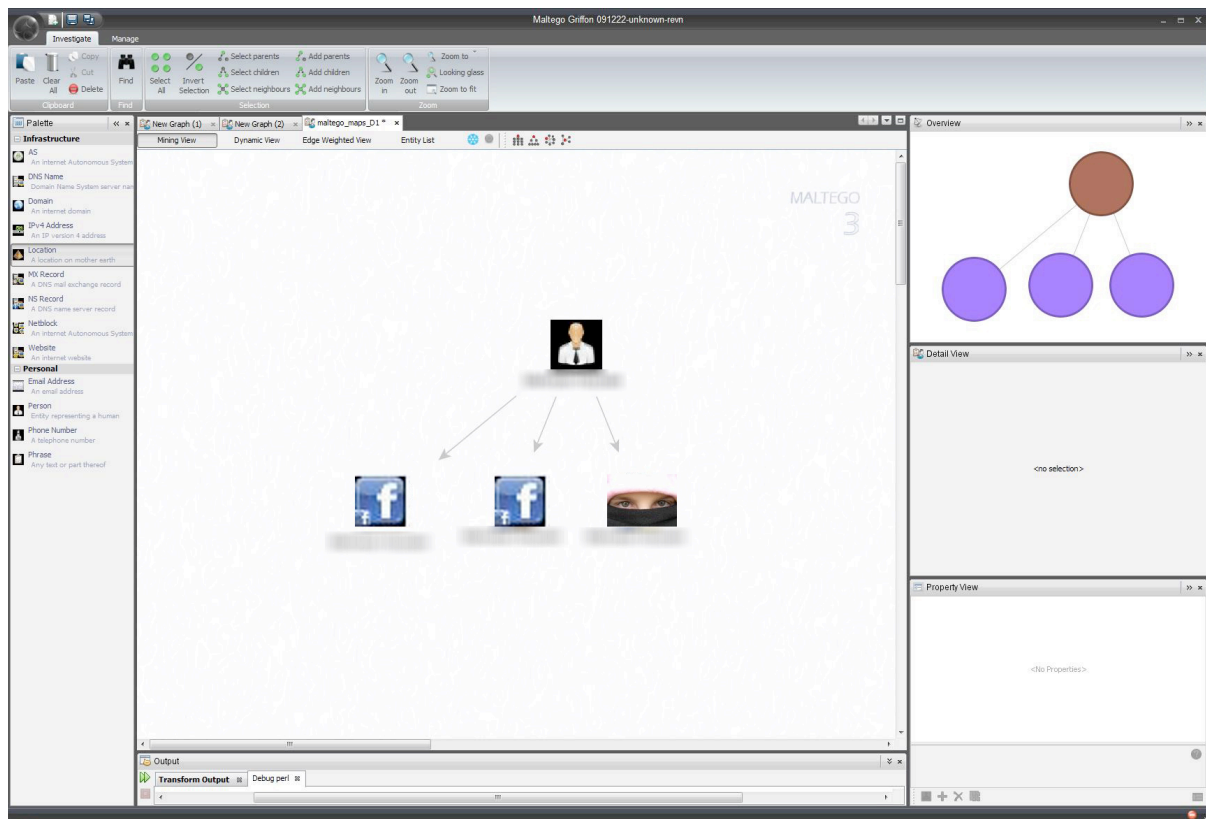 Maltego Griffon 091222-unknown-revn
Investigate Manage
Paste
Clear All
Copy
Cut
Delete
Clipboard
Find
Find
Select All
Invert Selection
Select parents
Select children
Select neighbours
Add parents
Add children
Add neighbours
Selection
Zoom in
Zoom out
Zoom to
Looking glass
Zoom to fit
Zoom
Palette
Infrastructure
AS
An internet Autonomous System
DNS Name
Domain Name System server nam
Domain
An internet domain
IPv4 Address
An IP version 4 address
Location
A location on mother earth
MX Record
A DNS mail exchange record
NS Record
A DNS name server record
Netblock
An internet Autonomous System
Website
An internet website
Personal
Email Address
An email address
Person
Entity representing a human
Phone Number
A telephone number
Phrase
Any text or part thereof
New Graph (1) New Graph (2) maltego_maps_D1 *
Mining View Dynamic View Edge Weighted View Entity List
MALTEGO
3
Output
Transform Output Debug perl
Overview
Detail View
<no selection>
Property View
<No Properties>